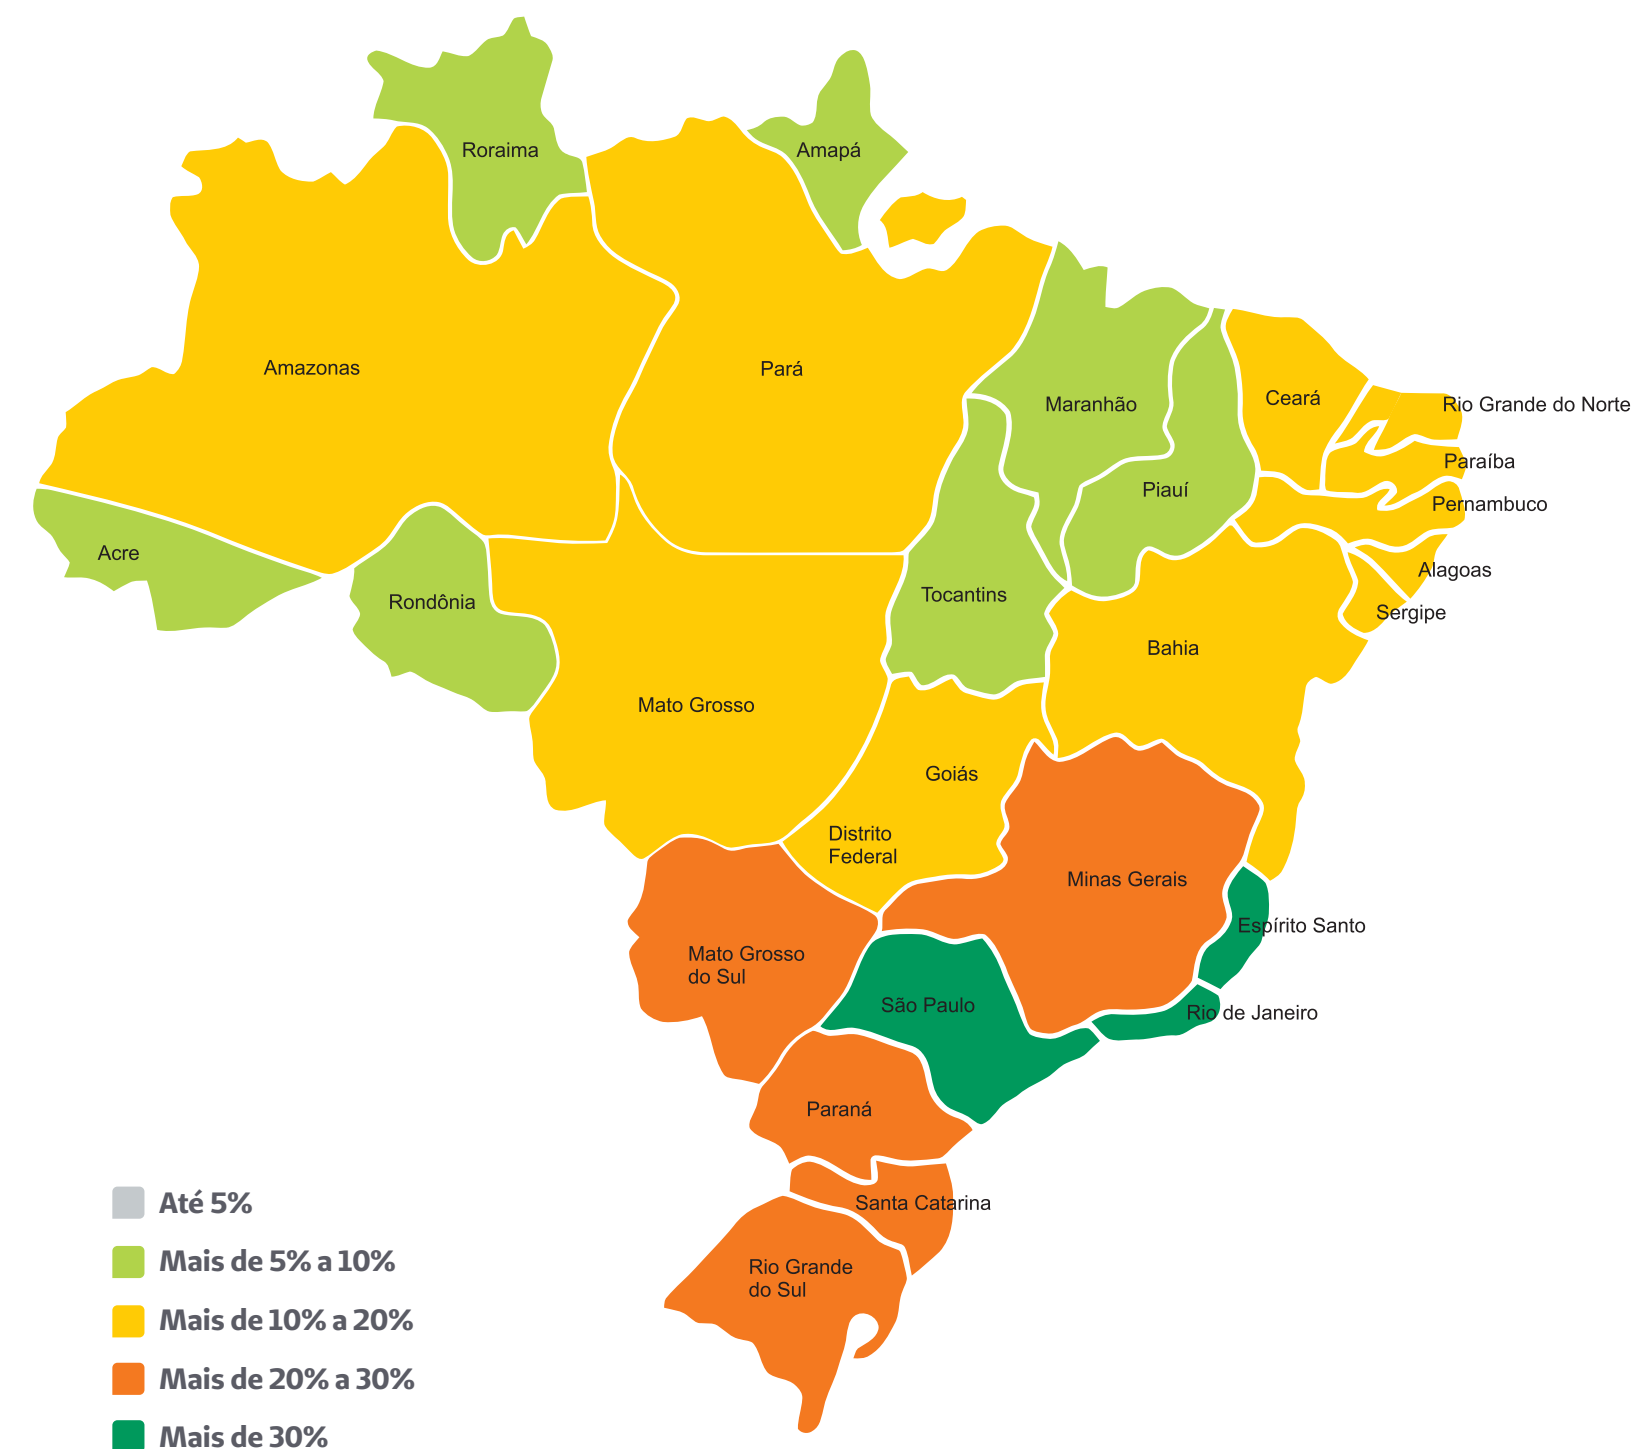 Roraima
Amapá
Amazonas
Pará
Maranhão
Ceará
Rio Grande do Norte
Paraíba
Piauí
Pernambuco
Acre
Rondônia
Tocantins
Alagoas
Sergipe
Bahia
Mato Grosso
Goiás
Distrito
Federal
Minas Gerais
Espírito Santo
Mato Grosso
do Sul
São Paulo
Rio de Janeiro
Paraná
Santa Catarina
Rio Grande
do Sul
Até 5%
Mais de 5% a 10%
Mais de 10% a 20%
Mais de 20% a 30%
Mais de 30%